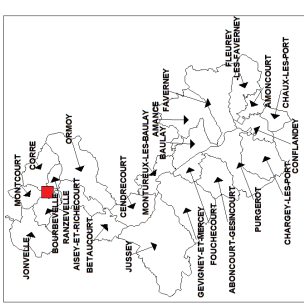 JONVELLE
MONTCOURT
CORRE
BOURBEVELLE
RANZEVELLE
ORMOY
AISEY-ET-RICHECOURT
BETAUCOURT
CENDRECOURT
JUSSEY
MONTUREUX-LES-BAULAY
AMANCE
BAULAY
FAVERNEY
FLEUREY
LES-FAVERNEY
GEVIGNEY-ET-MERCEY
FOUCHECOURT
ABONCOURT-GESINCOURT
PURGEROT
CHARGEY-LES-PORT
CONFLANDEY
AMONCOURT
CHAUX-LES-PORT